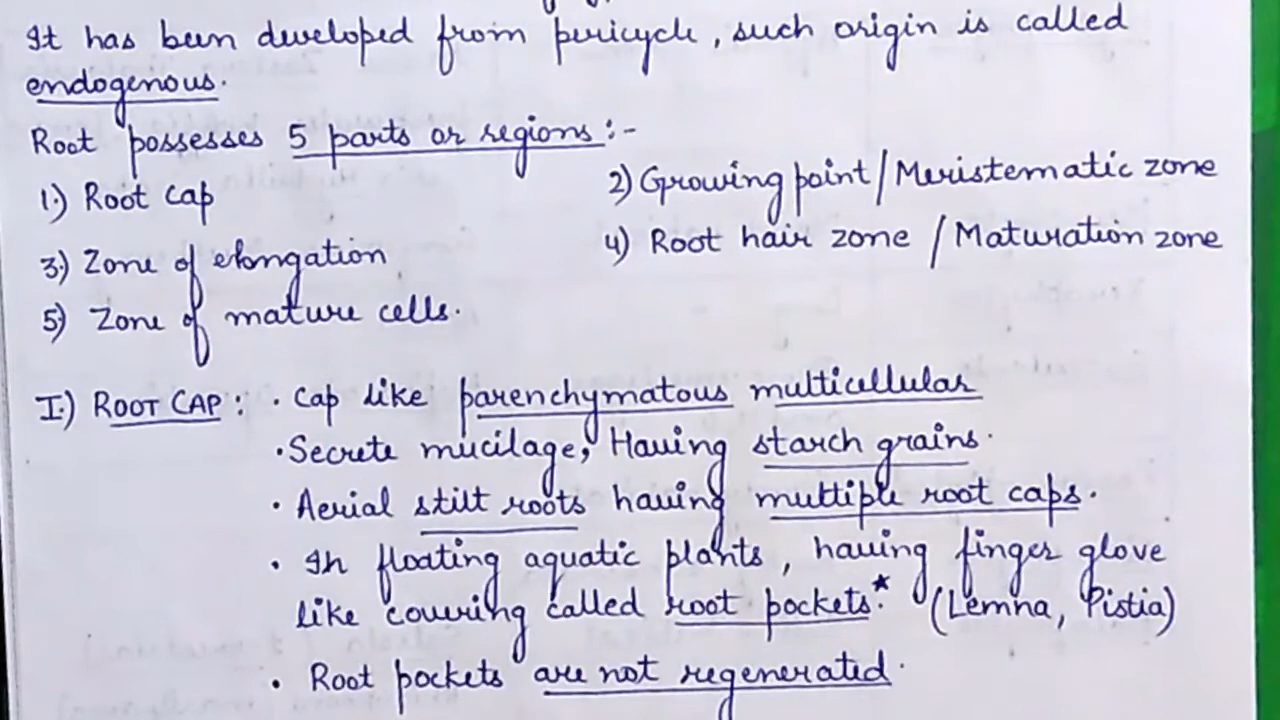 It has been developed from pericycle, such origin is called
endogenous.
Root possesses 5 parts or regions :-
1.) Root cap
2) Growing point / Meristematic zone
3.) Zone of elongation
4) Root hair zone / Maturation zone
5) Zone of mature cells.
I.) ROOT CAP : • Cap like parenchymatous multicellular
• Secrete mucilage, Having starch grains.
• Aerial stilt roots having multiple root caps.
• In floating aquatic plants, having finger glove
like covering called root pockets.* (Lemna, Pistia)
• Root pockets are not regenerated.